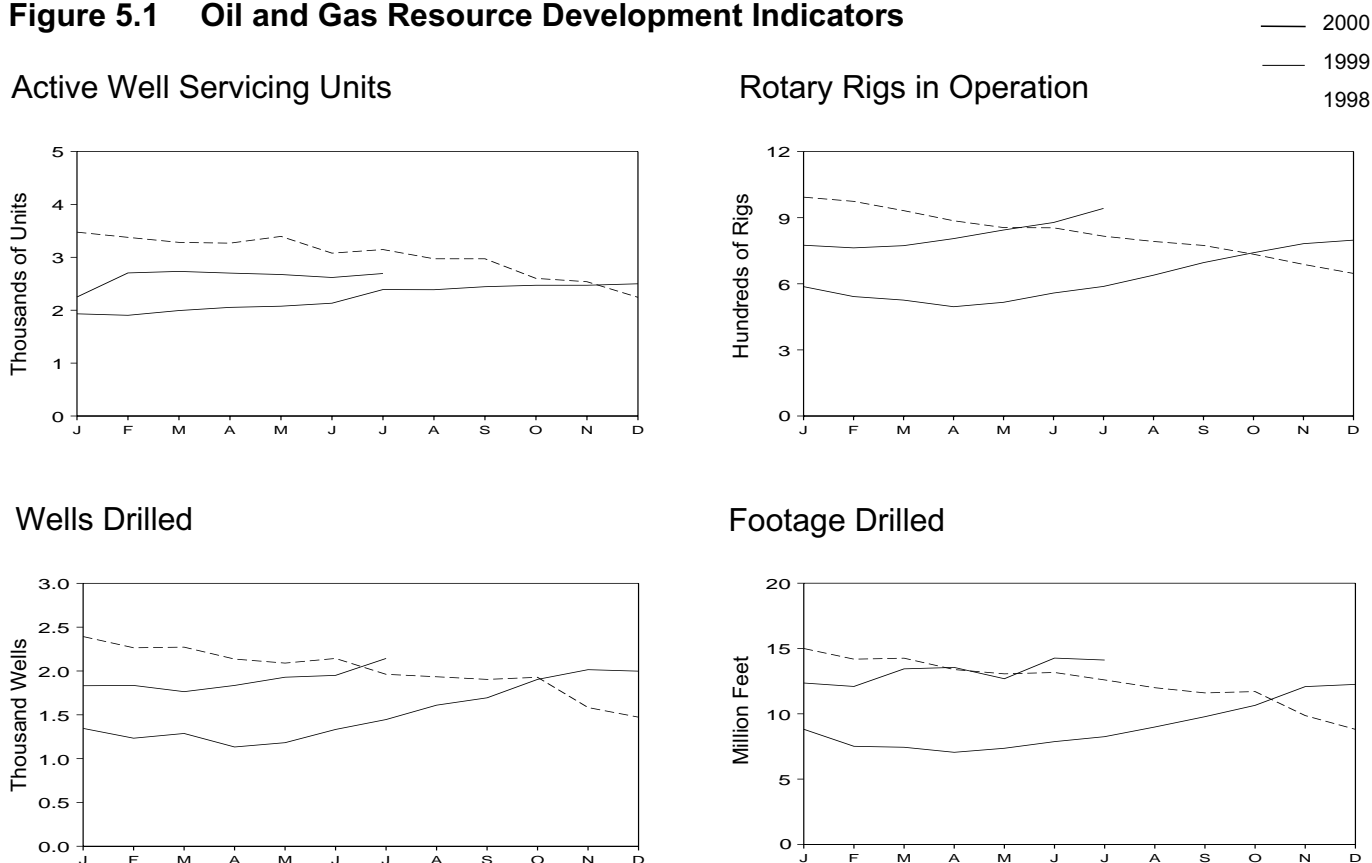 Figure 5.1 Oil and Gas Resource Development Indicators
2000
1999
1998
Active Well Servicing Units
Thousands of Units
5
4
3
2
1
0
J F M A M J J A S O N D
Rotary Rigs in Operation
Hundreds of Rigs
12
9
6
3
0
J F M A M J J A S O N D
Wells Drilled
Thousand Wells
3.0
2.5
2.0
1.5
1.0
0.5
0.0
J F M A M J J A S O N D
Footage Drilled
Million Feet
20
15
10
5
0
J F M A M J J A S O N D